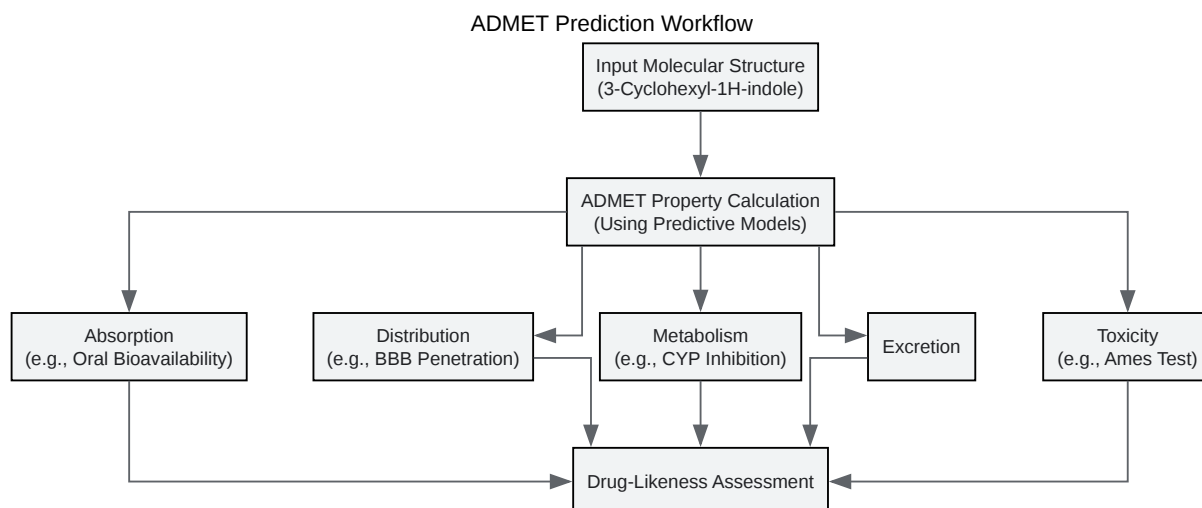 ADMET Prediction Workflow
Input Molecular Structure
(3-Cyclohexyl-1H-indole)
ADMET Property Calculation
(Using Predictive Models)
Absorption
(e.g., Oral Bioavailability)
Distribution
(e.g., BBB Penetration)
Metabolism
(e.g., CYP Inhibition)
Excretion
Toxicity
(e.g., Ames Test)
Drug-Likeness Assessment